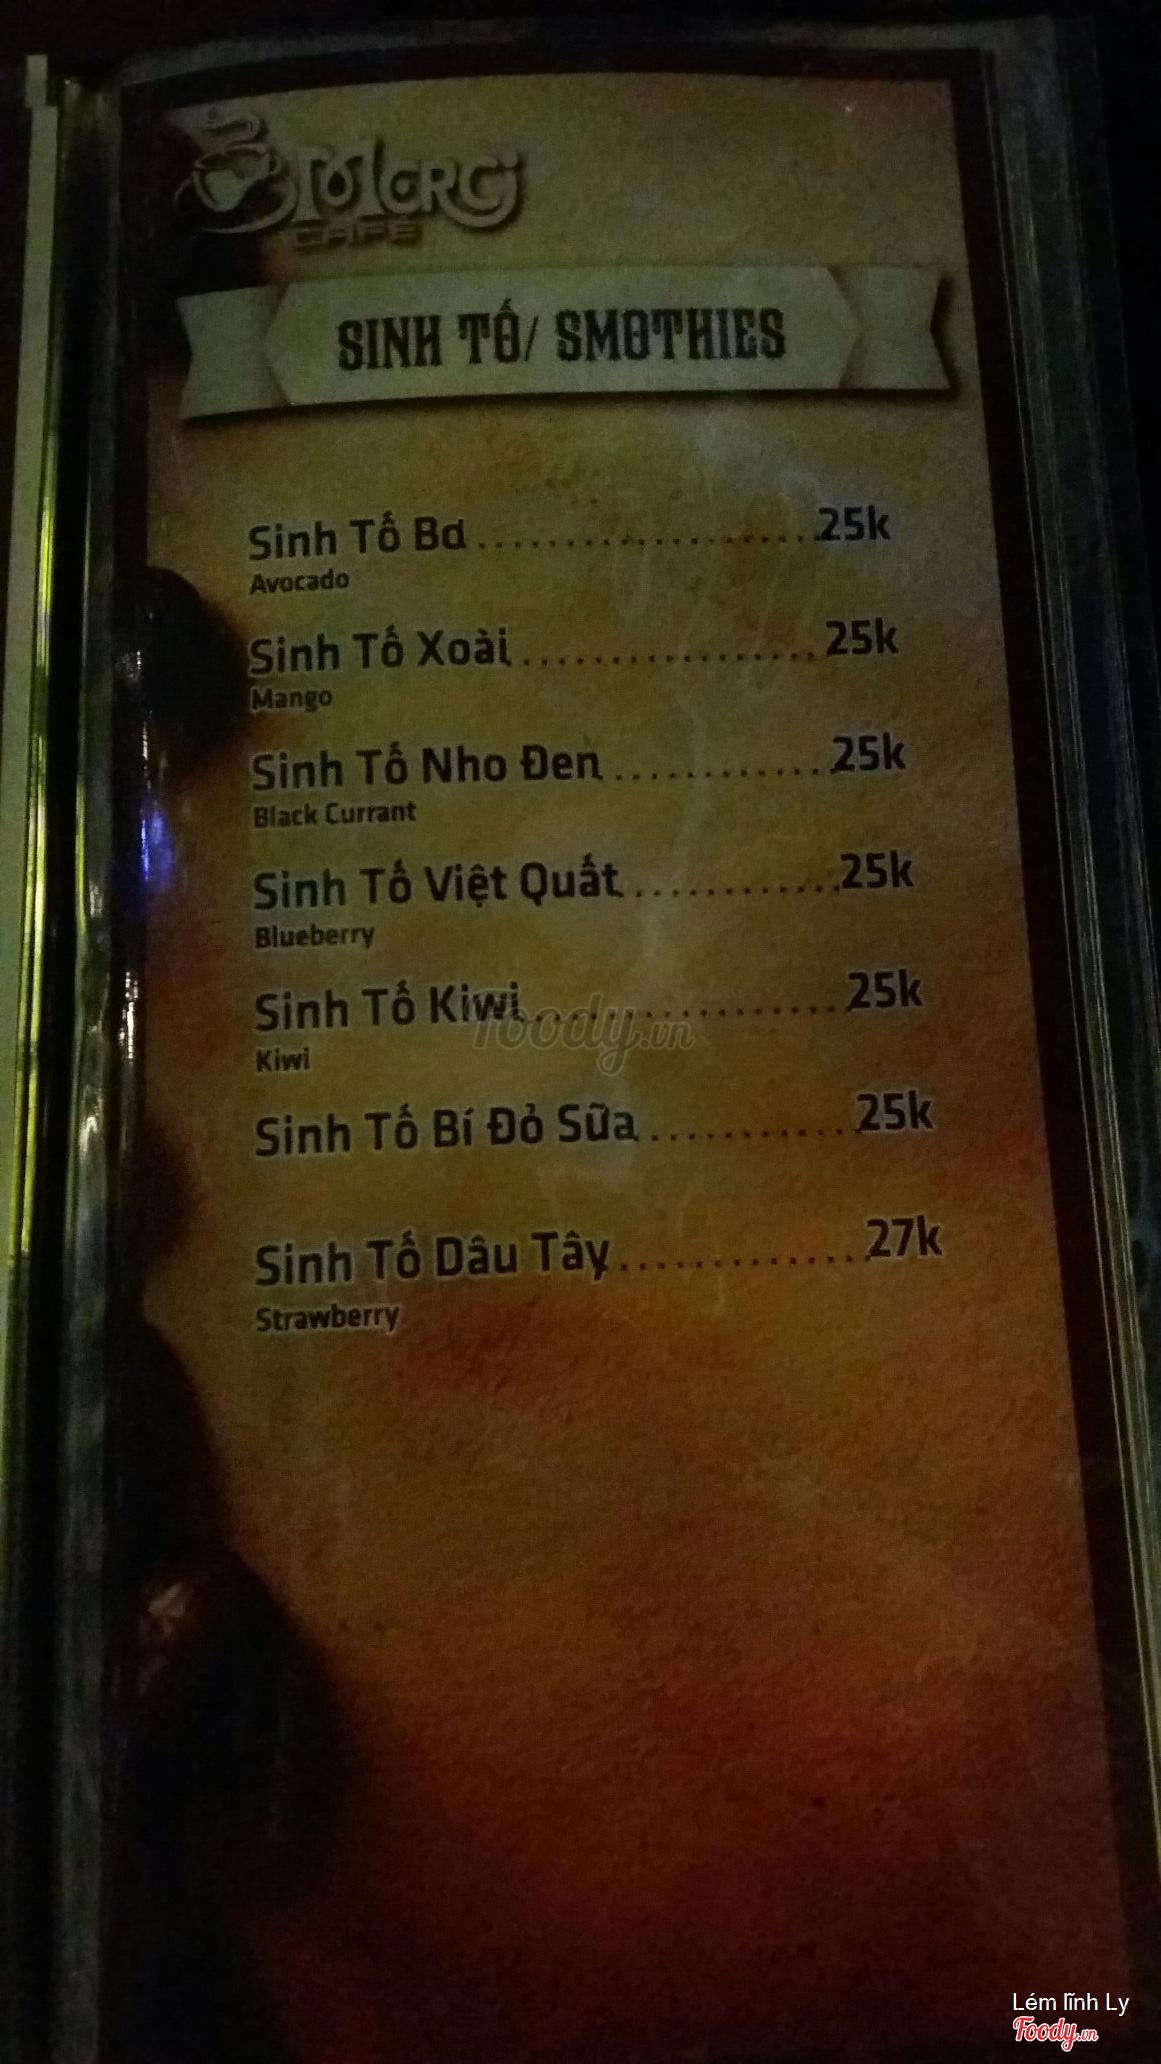 CAFE
SINH TỐ/ SMOTHIES
Sinh Tố Bơ ..................... 25k
Avocado
Sinh Tố Xoài .................. 25k
Mango
Sinh Tố Nho Đen ............. 25k
Black Currant
Sinh Tố Việt Quất ............ 25k
Blueberry
Sinh Tố Kiwi .................. 25k
Kiwi
Sinh Tố Bí Đỏ Sữa ........... 25k
Sinh Tố Dâu Tây .............. 27k
Strawberry
Foody.vn
Lém lĩnh Ly
Foody.vn